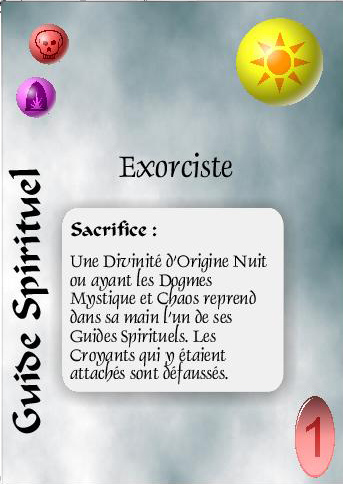 Exorciste
Guide Spirituel
Sacrifice :
Une Divinité d'Origine Nuit
ou ayant les Dogmes
Mystique et Chaos reprend
dans sa main l'un de ses
Guides Spirituels. Les
Croyants qui y étaient
attachés sont défaussés.
1